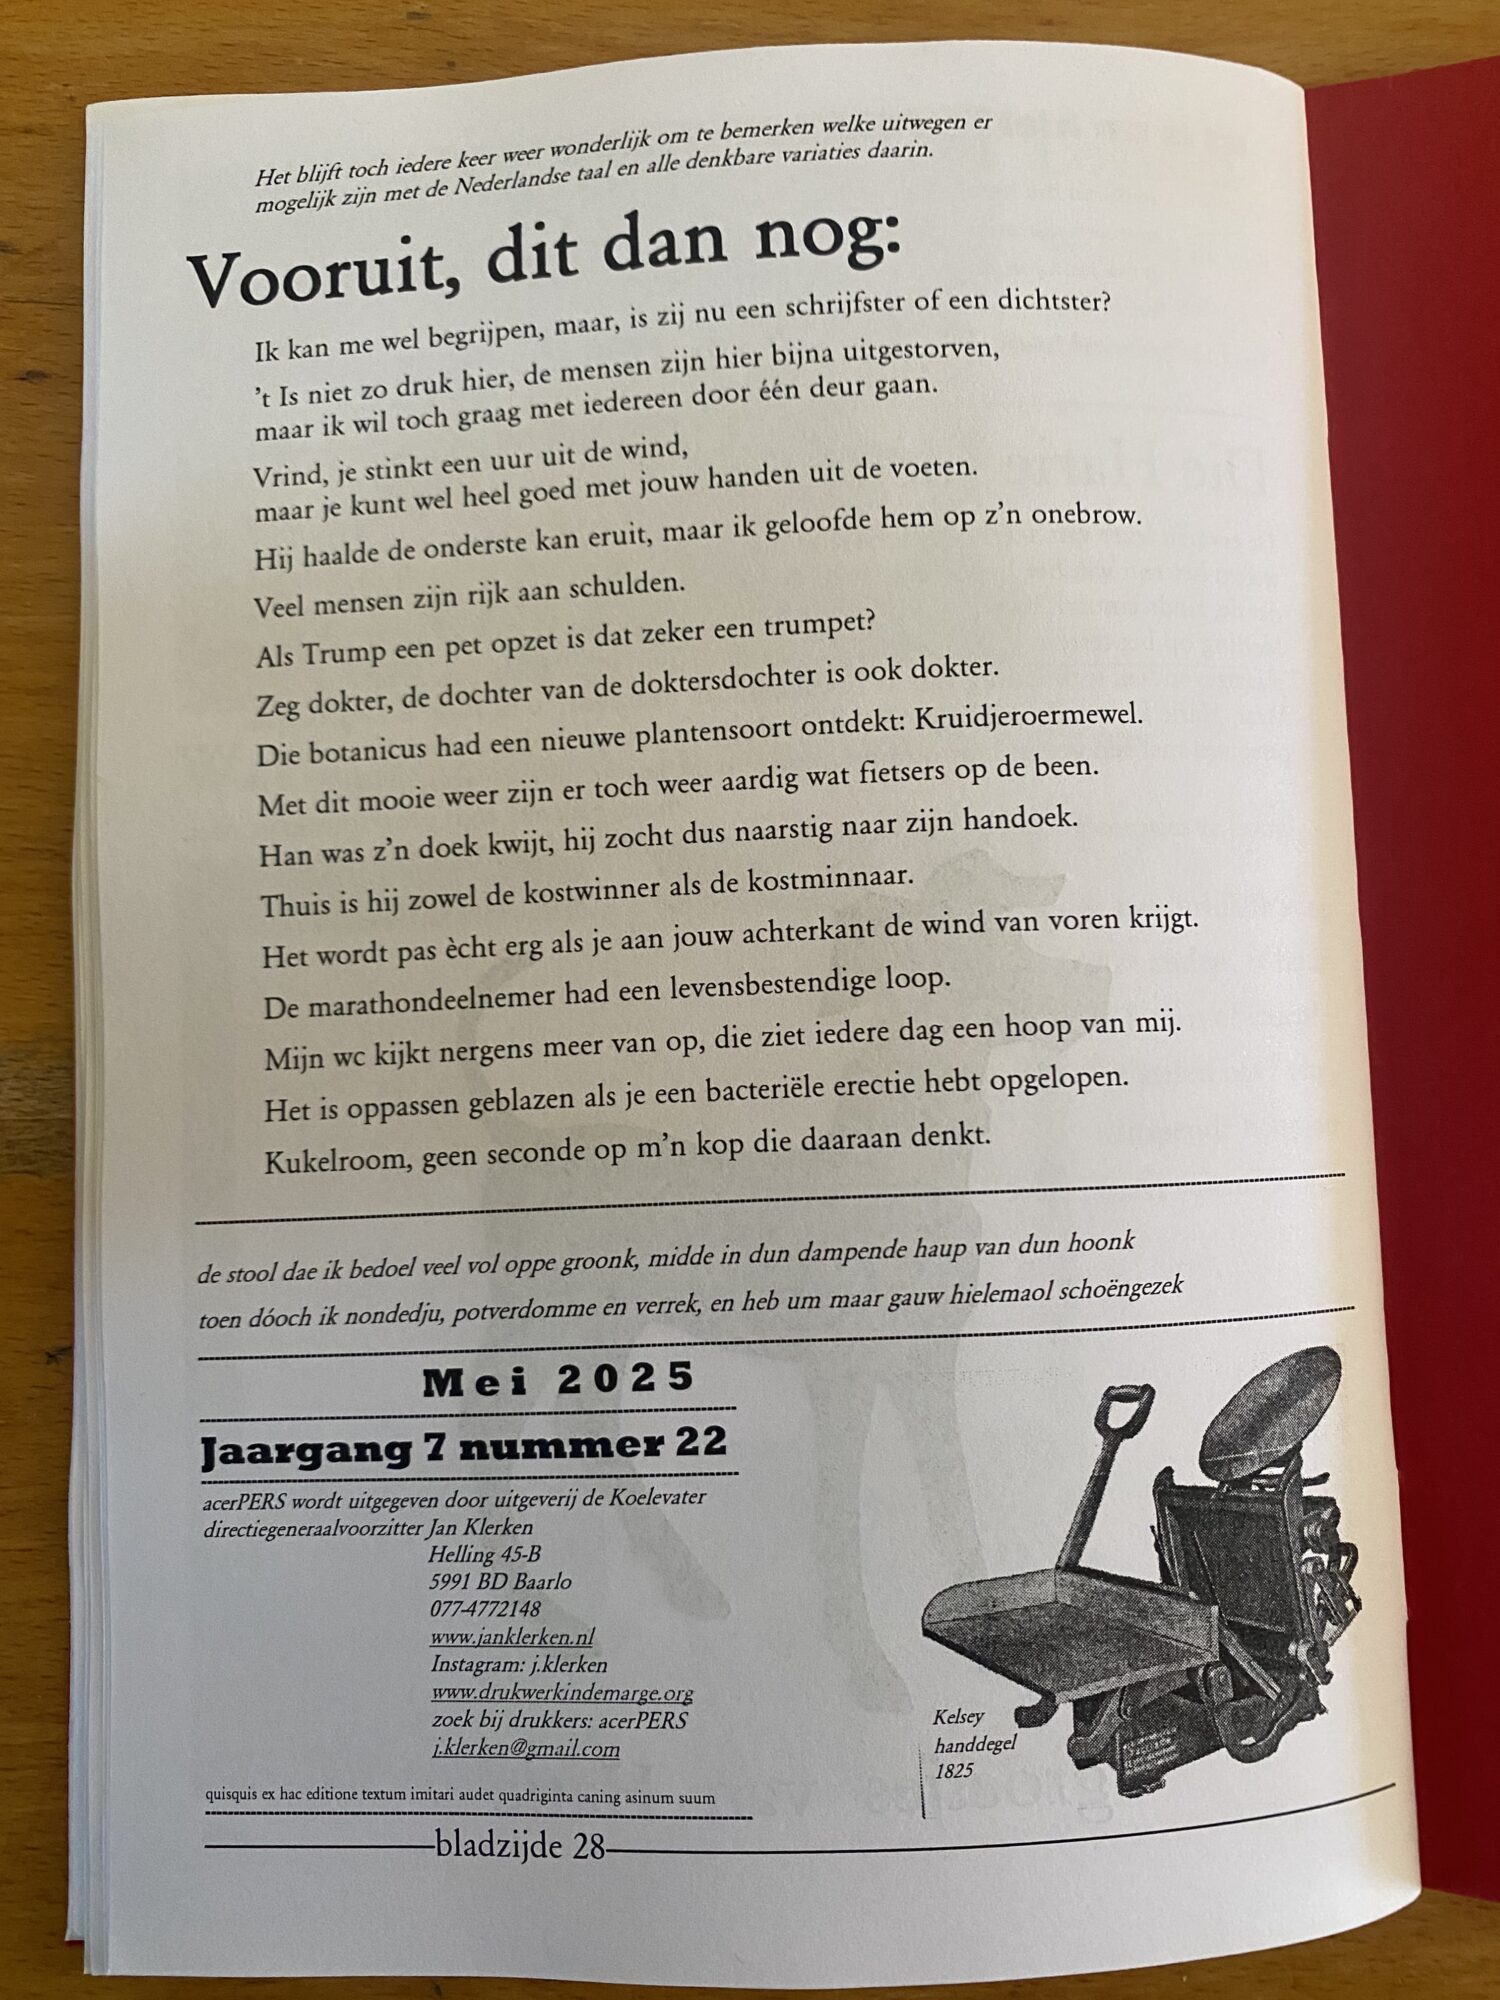 Het blijft toch iedere keer weer wonderlijk om te bemerken welke uitwegen er
mogelijk zijn met de Nederlandse taal en alle denkbare variaties daarin.
Vooruit, dit dan nog:
Ik kan me wel begrijpen, maar, is zij nu een schrijfster of een dichtster?
’t Is niet zo druk hier, de mensen zijn hier bijna uitgestorven,
maar ik wil toch graag met iedereen door één deur gaan.
Vrind, je stinkt een uur uit de wind,
maar je kunt wel heel goed met jouw handen uit de voeten.
Hij haalde de onderste kan eruit, maar ik geloofde hem op z’n onebrow.
Veel mensen zijn rijk aan schulden.
Als Trump een pet opzet is dat zeker een trumpet?
Zeg dokter, de dochter van de doktersdochter is ook dokter.
Die botanicus had een nieuwe plantensoort ontdekt: Kruidjeroermewel.
Met dit mooie weer zijn er toch weer aardig wat fietsers op de been.
Han was z’n doek kwijt, hij zocht dus naarstig naar zijn handoek.
Thuis is hij zowel de kostwinner als de kostminnaar.
Het wordt pas ècht erg als je aan jouw achterkant de wind van voren krijgt.
De marathondeelnemer had een levensbestendige loop.
Mijn wc kijkt nergens meer van op, die ziet iedere dag een hoop van mij.
Het is oppassen geblazen als je een bacteriële erectie hebt opgelopen.
Kukelroom, geen seconde op m’n kop die daaraan denkt.
de stool dae ik bedoel veel vol oppe groonk, midde in dun dampende haup van dun hoonk
toen dóoch ik nondedju, potverdomme en verrek, en heb um maar gauw hielemaol schoëngezek
Mei 2025
Jaargang 7 nummer 22
acerPERS wordt uitgegeven door uitgeverij de Koelevater
directiegeneraalvoorzitter Jan Klerken
Helling 45-B
5991 BD Baarlo
077-4772148
www.janklerken.nl
Instagram: j.klerken
www.drukwerkindemarge.org
zoek bij drukkers: acerPERS
j.klerken@gmail.com
Kelsey
handdegel
1825
quisquis ex hac editione textum imitari audet quadriginta caning asinum suum
bladzijde 28